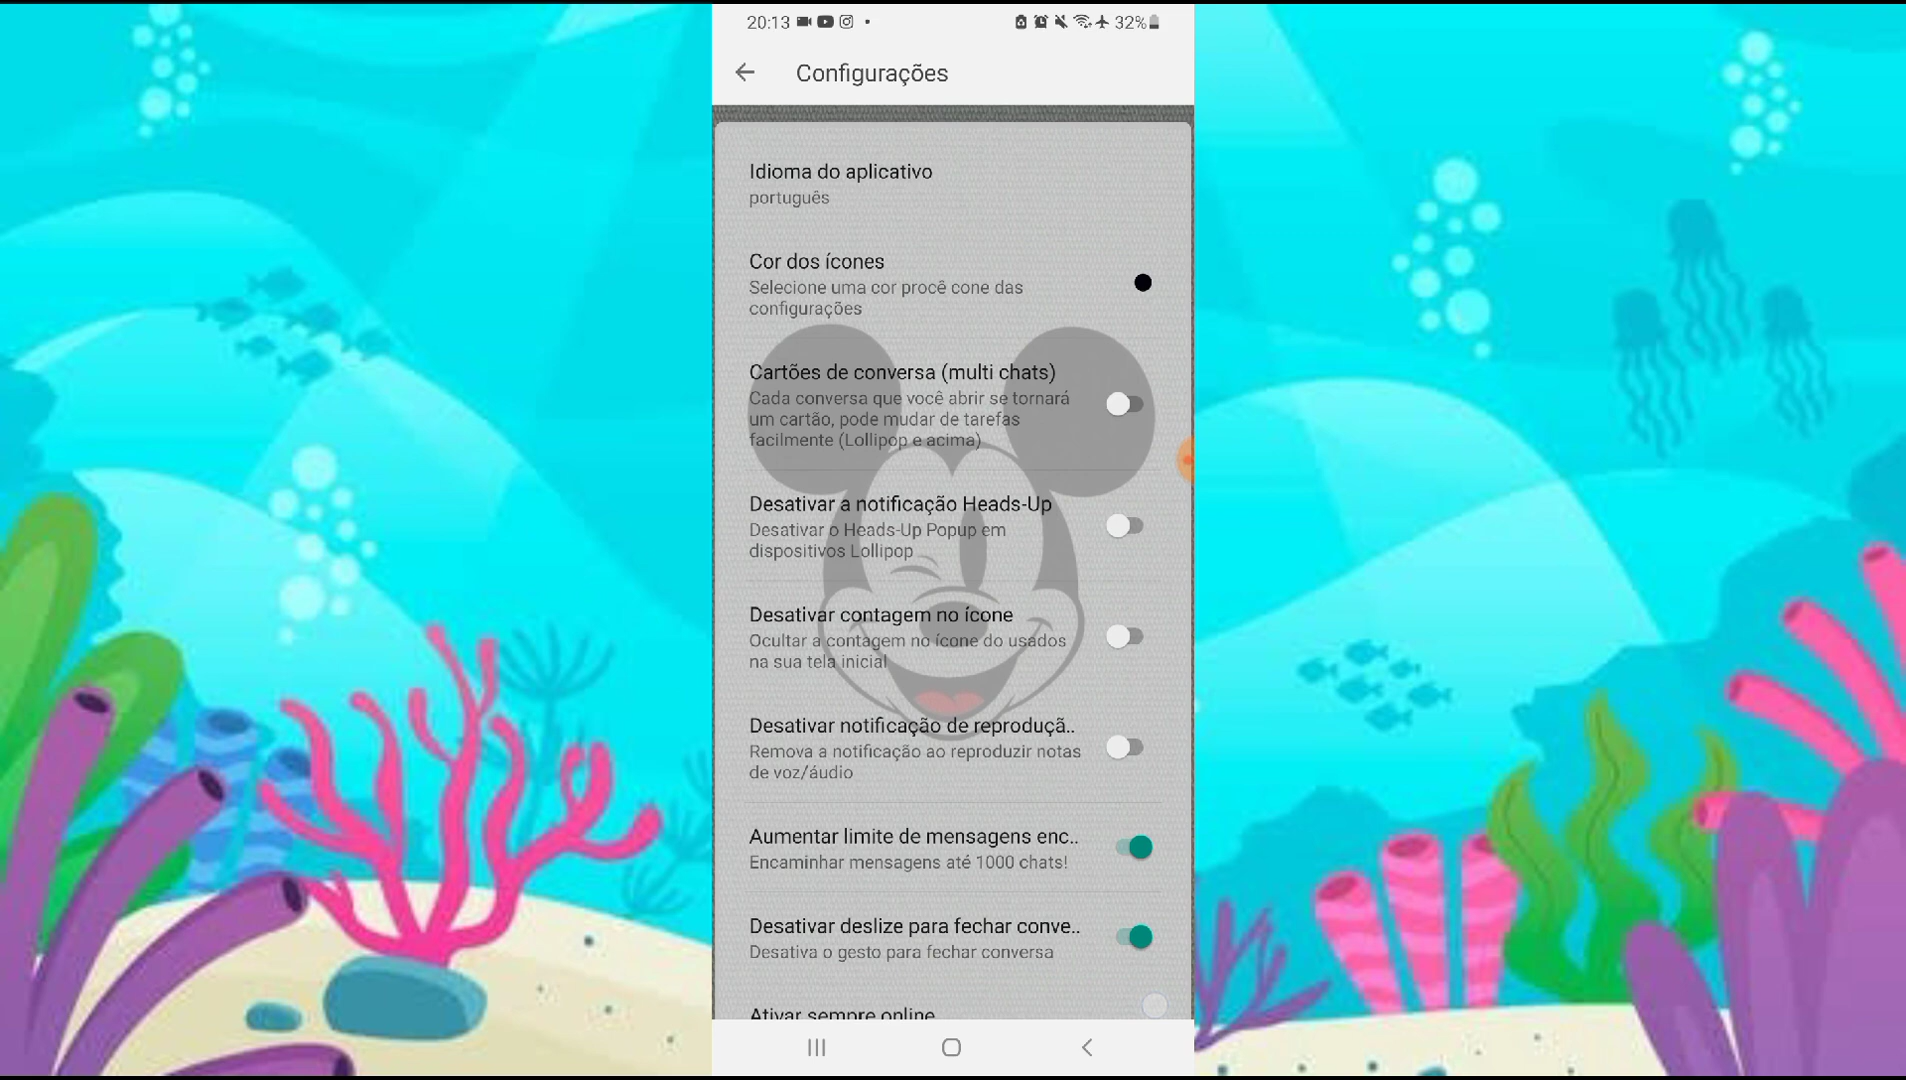 20:13
32%
Configurações
Idioma do aplicativo
português
Cor dos ícones
Selecione uma cor procê cone das
configurações
Cartões de conversa (multi chats)
Cada conversa que você abrir se tornará
um cartão, pode mudar de tarefas
facilmente (Lollipop e acima)
Desativar a notificação Heads-Up
Desativar o Heads-Up Popup em
dispositivos Lollipop
Desativar contagem no ícone
Ocultar a contagem no ícone do usados
na sua tela inicial
Desativar notificação de reproduçã..
Remova a notificação ao reproduzir notas
de voz/áudio
Aumentar limite de mensagens enc..
Encaminhar mensagens até 1000 chats!
Desativar deslize para fechar conve..
Desativa o gesto para fechar conversa
Ativar sempre online